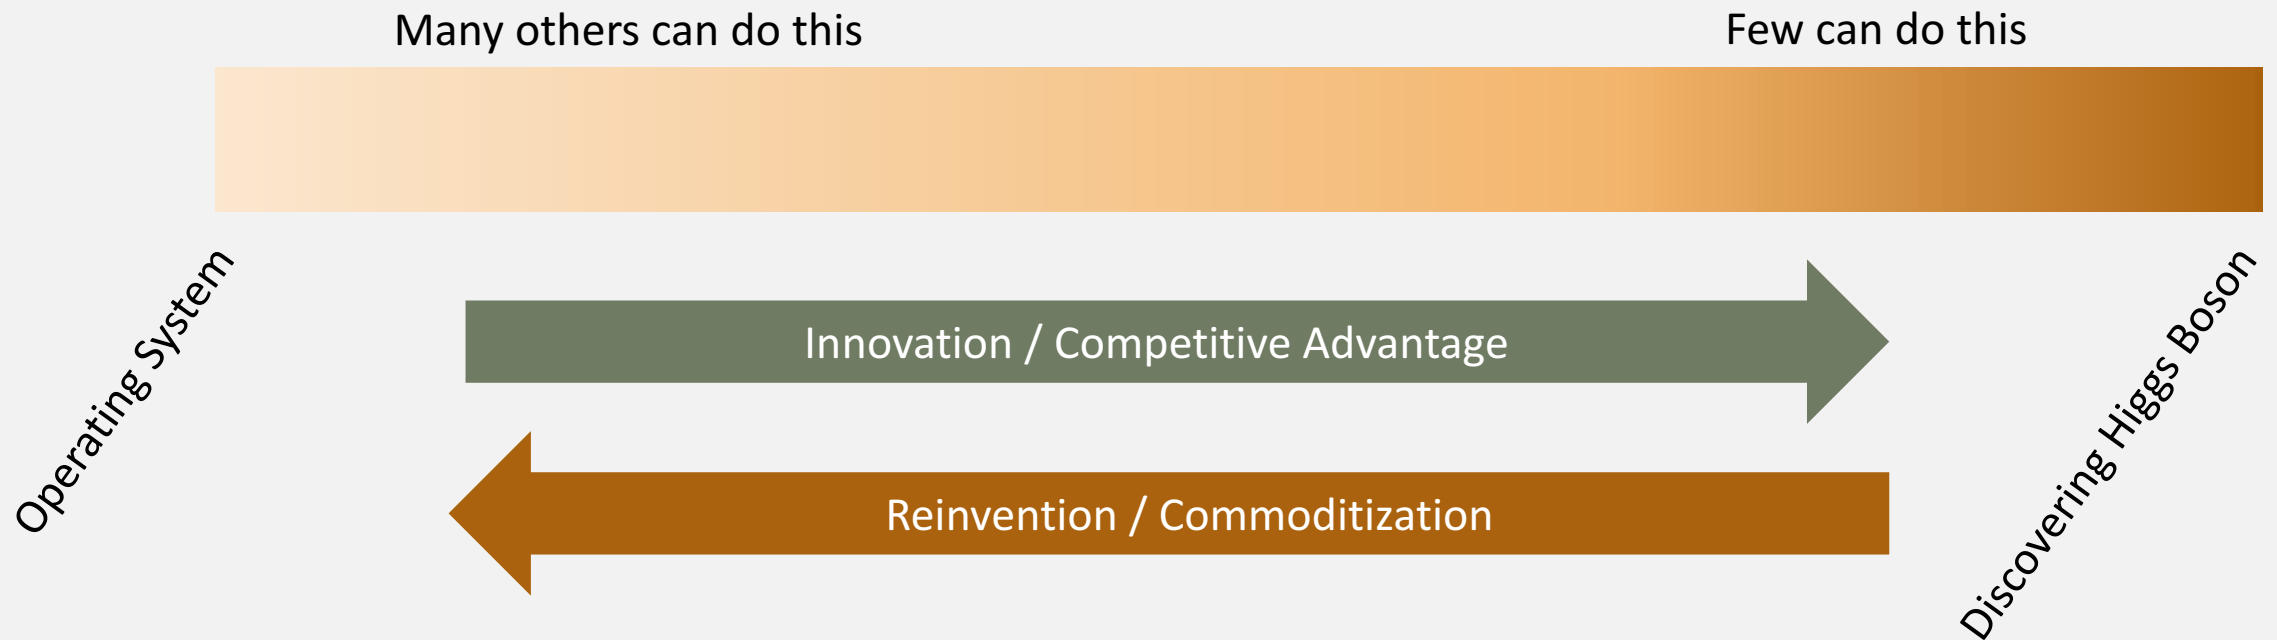 Many others can do this
Few can do this
Operating System
Innovation / Competitive Advantage
Reinvention / Commoditization
Discovering Higgs Boson